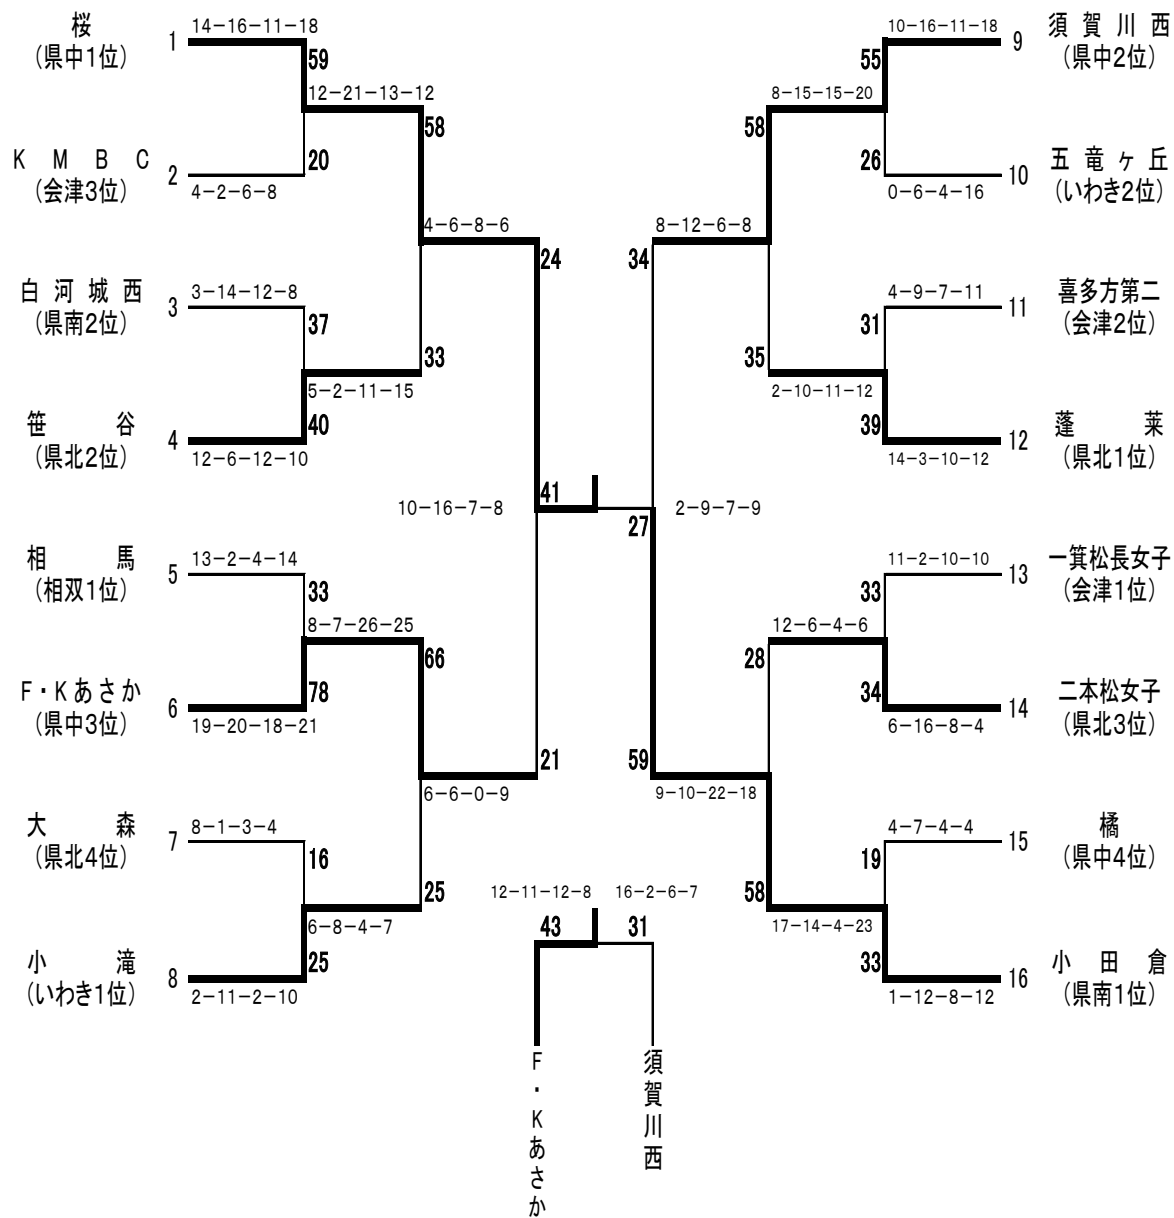 桜
(県中1位)
1
14-16-11-18
59
12-21-13-12
58
K M B C
(会津3位)
2
20
4-2-6-8
4-6-8-6
24
白河城西
(県南2位)
3
3-14-12-8
37
33
5-2-11-15
笹 谷
(県北2位)
4
40
12-6-12-10
10-16-7-8
41
相 馬
(相双1位)
5
13-2-4-14
33
8-7-26-25
66
F・Kあさか
(県中3位)
6
78
19-20-18-21
21
6-6-0-9
大 森
(県北4位)
7
8-1-3-4
16
25
6-8-4-7
小 滝
(いわき1位)
8
25
2-11-2-10
須賀川西
(県中2位)
9
10-16-11-18
55
8-15-15-20
58
五竜ヶ丘
(いわき2位)
10
26
0-6-4-16
8-12-6-8
34
喜多方第二
(会津2位)
11
4-9-7-11
31
35
2-10-11-12
蓬 莱
(県北1位)
12
39
14-3-10-12
2-9-7-9
27
一箕松長女子
(会津1位)
13
11-2-10-10
33
12-6-4-6
28
二本松女子
(県北3位)
14
34
6-16-8-4
59
9-10-22-18
橘
(県中4位)
15
4-7-4-4
19
58
17-14-4-23
小田倉
(県南1位)
16
33
1-12-8-12
12-11-12-8
16-2-6-7
43
31
F・Kあさか
須賀川西